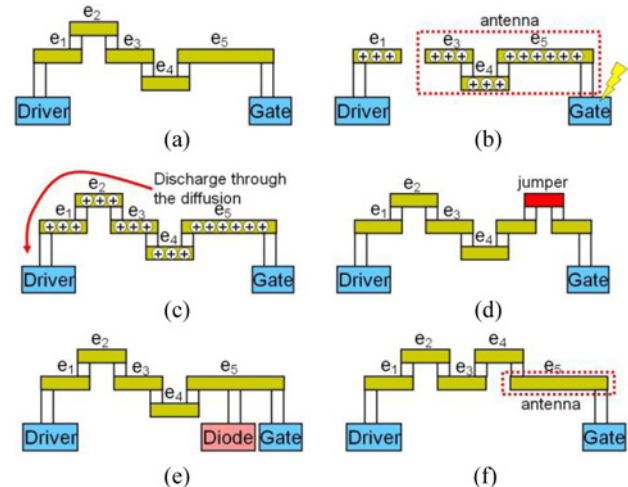 e2
e1
e3
e5
e4
Driver
Gate
(a)
antenna
e1
e3
e5
e4
+++
+++
++++++
+++
Driver
Gate
(b)
Discharge through
the diffusion
e2
+++
e1
e3
e5
+++
+++
++++++
e4
+++
Driver
Gate
(c)
jumper
e2
e1
e3
e4
Driver
Gate
(d)
e2
e1
e3
e5
e4
Driver
Diode
Gate
(e)
e2
e4
e1
e3
e5
antenna
Driver
Gate
(f)